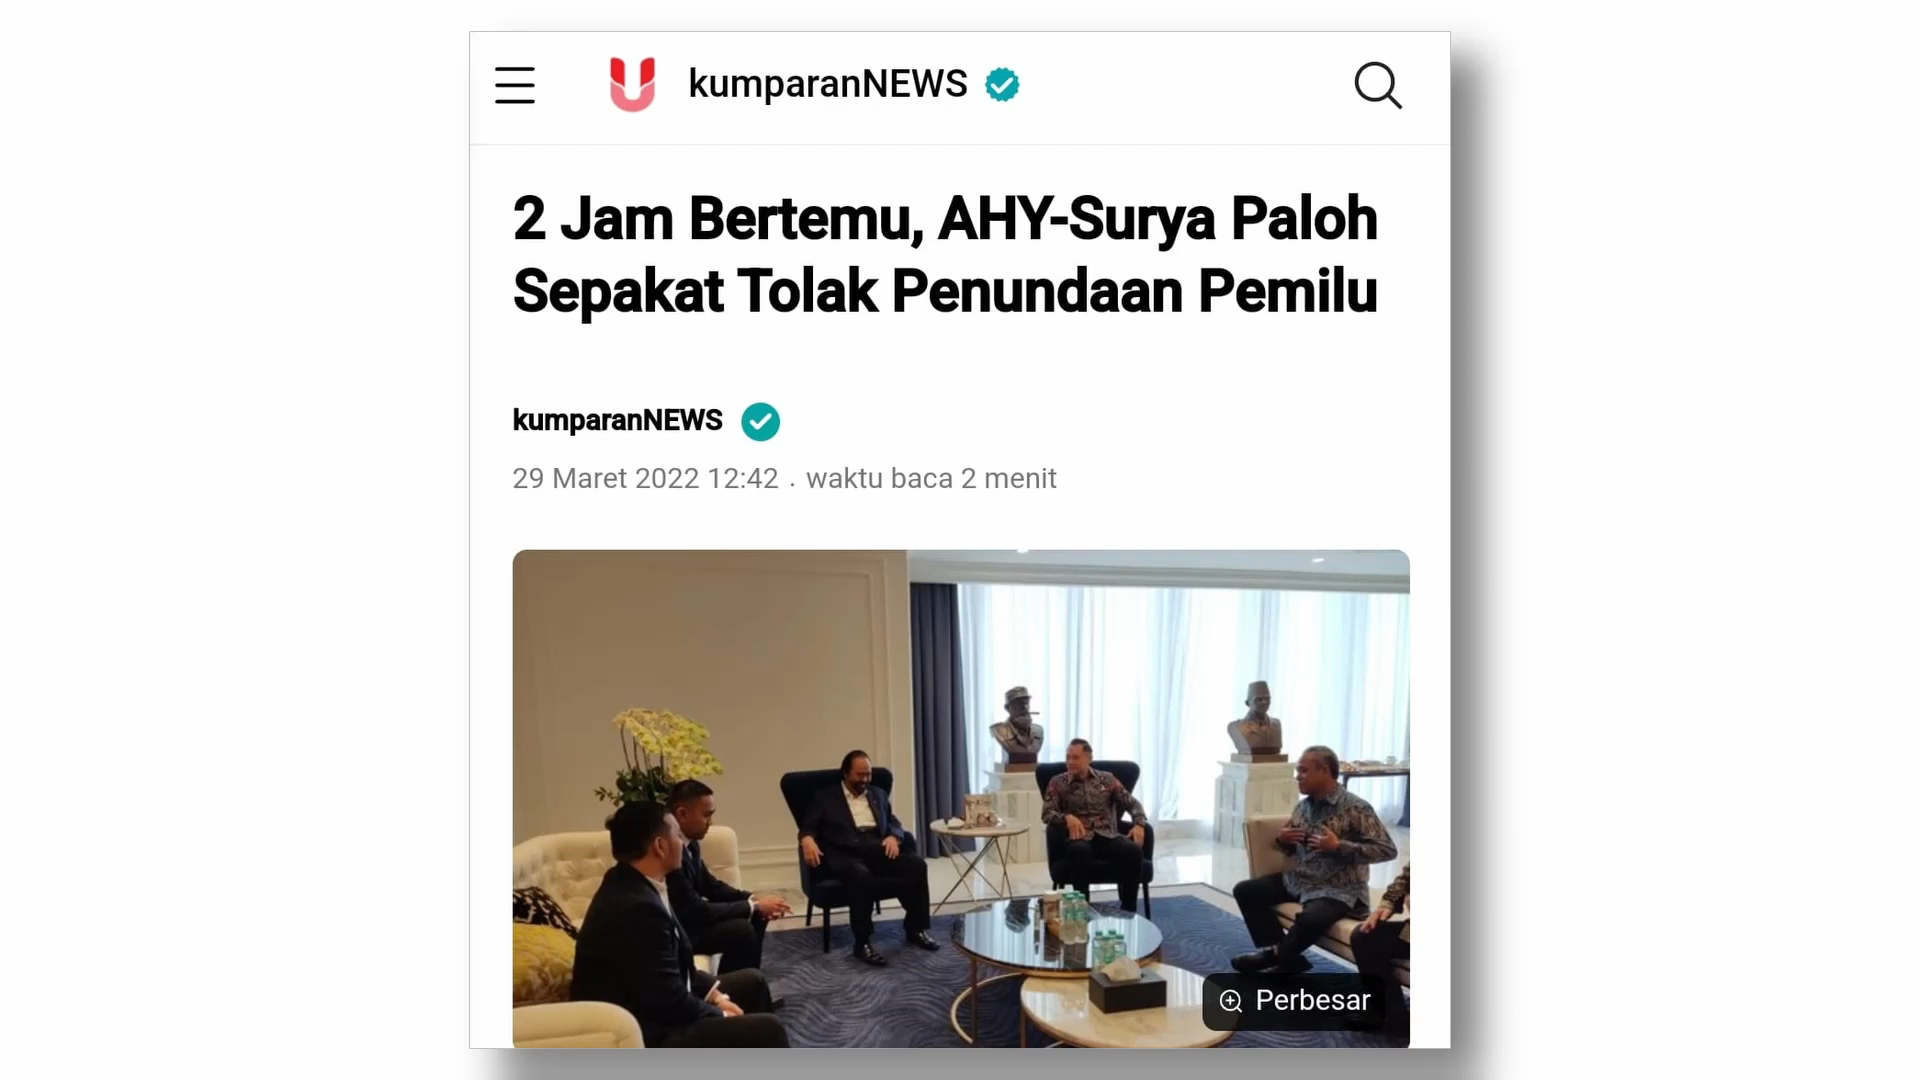 kumparanNEWS
2 Jam Bertemu, AHY-Surya Paloh
Sepakat Tolak Penundaan Pemilu
kumparanNEWS
29 Maret 2022 12:42 . waktu baca 2 menit
Perbesar